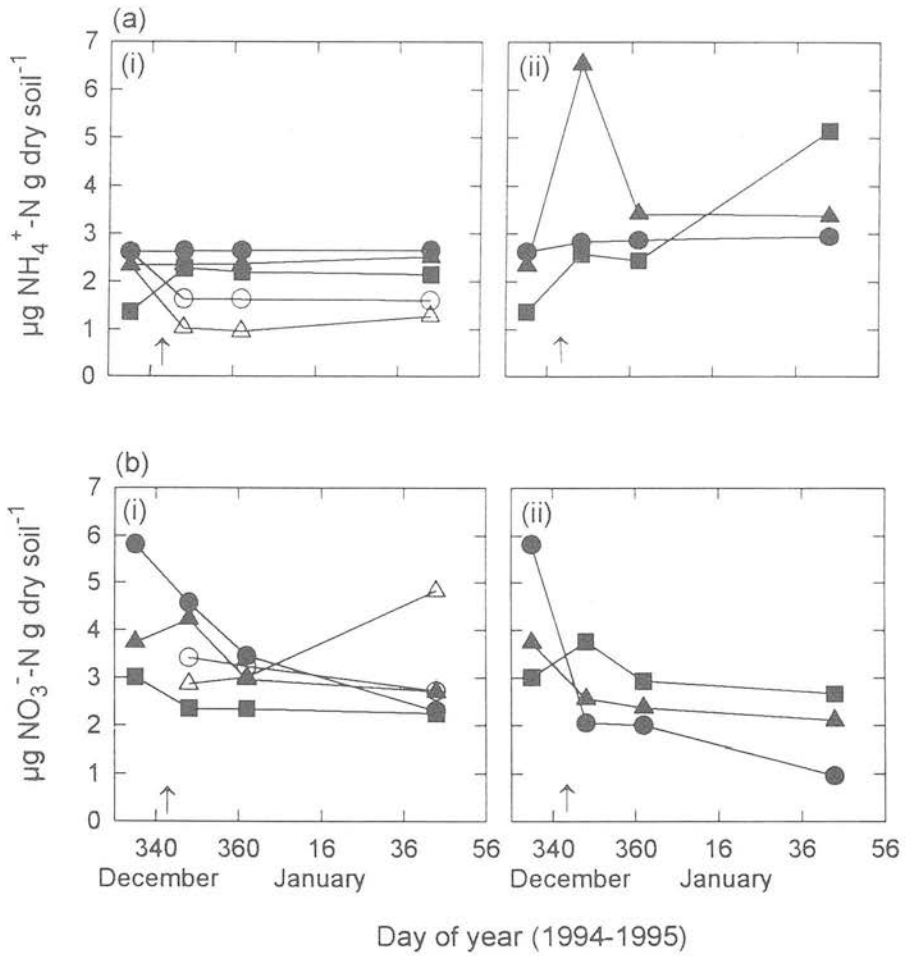 (a)
(i)
(ii)
µg NH₄⁺-N g dry soil⁻¹
7
6
5
4
3
2
1
0
(b)
(i)
(ii)
µg NO₃⁻-N g dry soil⁻¹
7
6
5
4
3
2
1
0
340 360 16 36 56
340 360 16 36 56
December January
December January
Day of year (1994-1995)